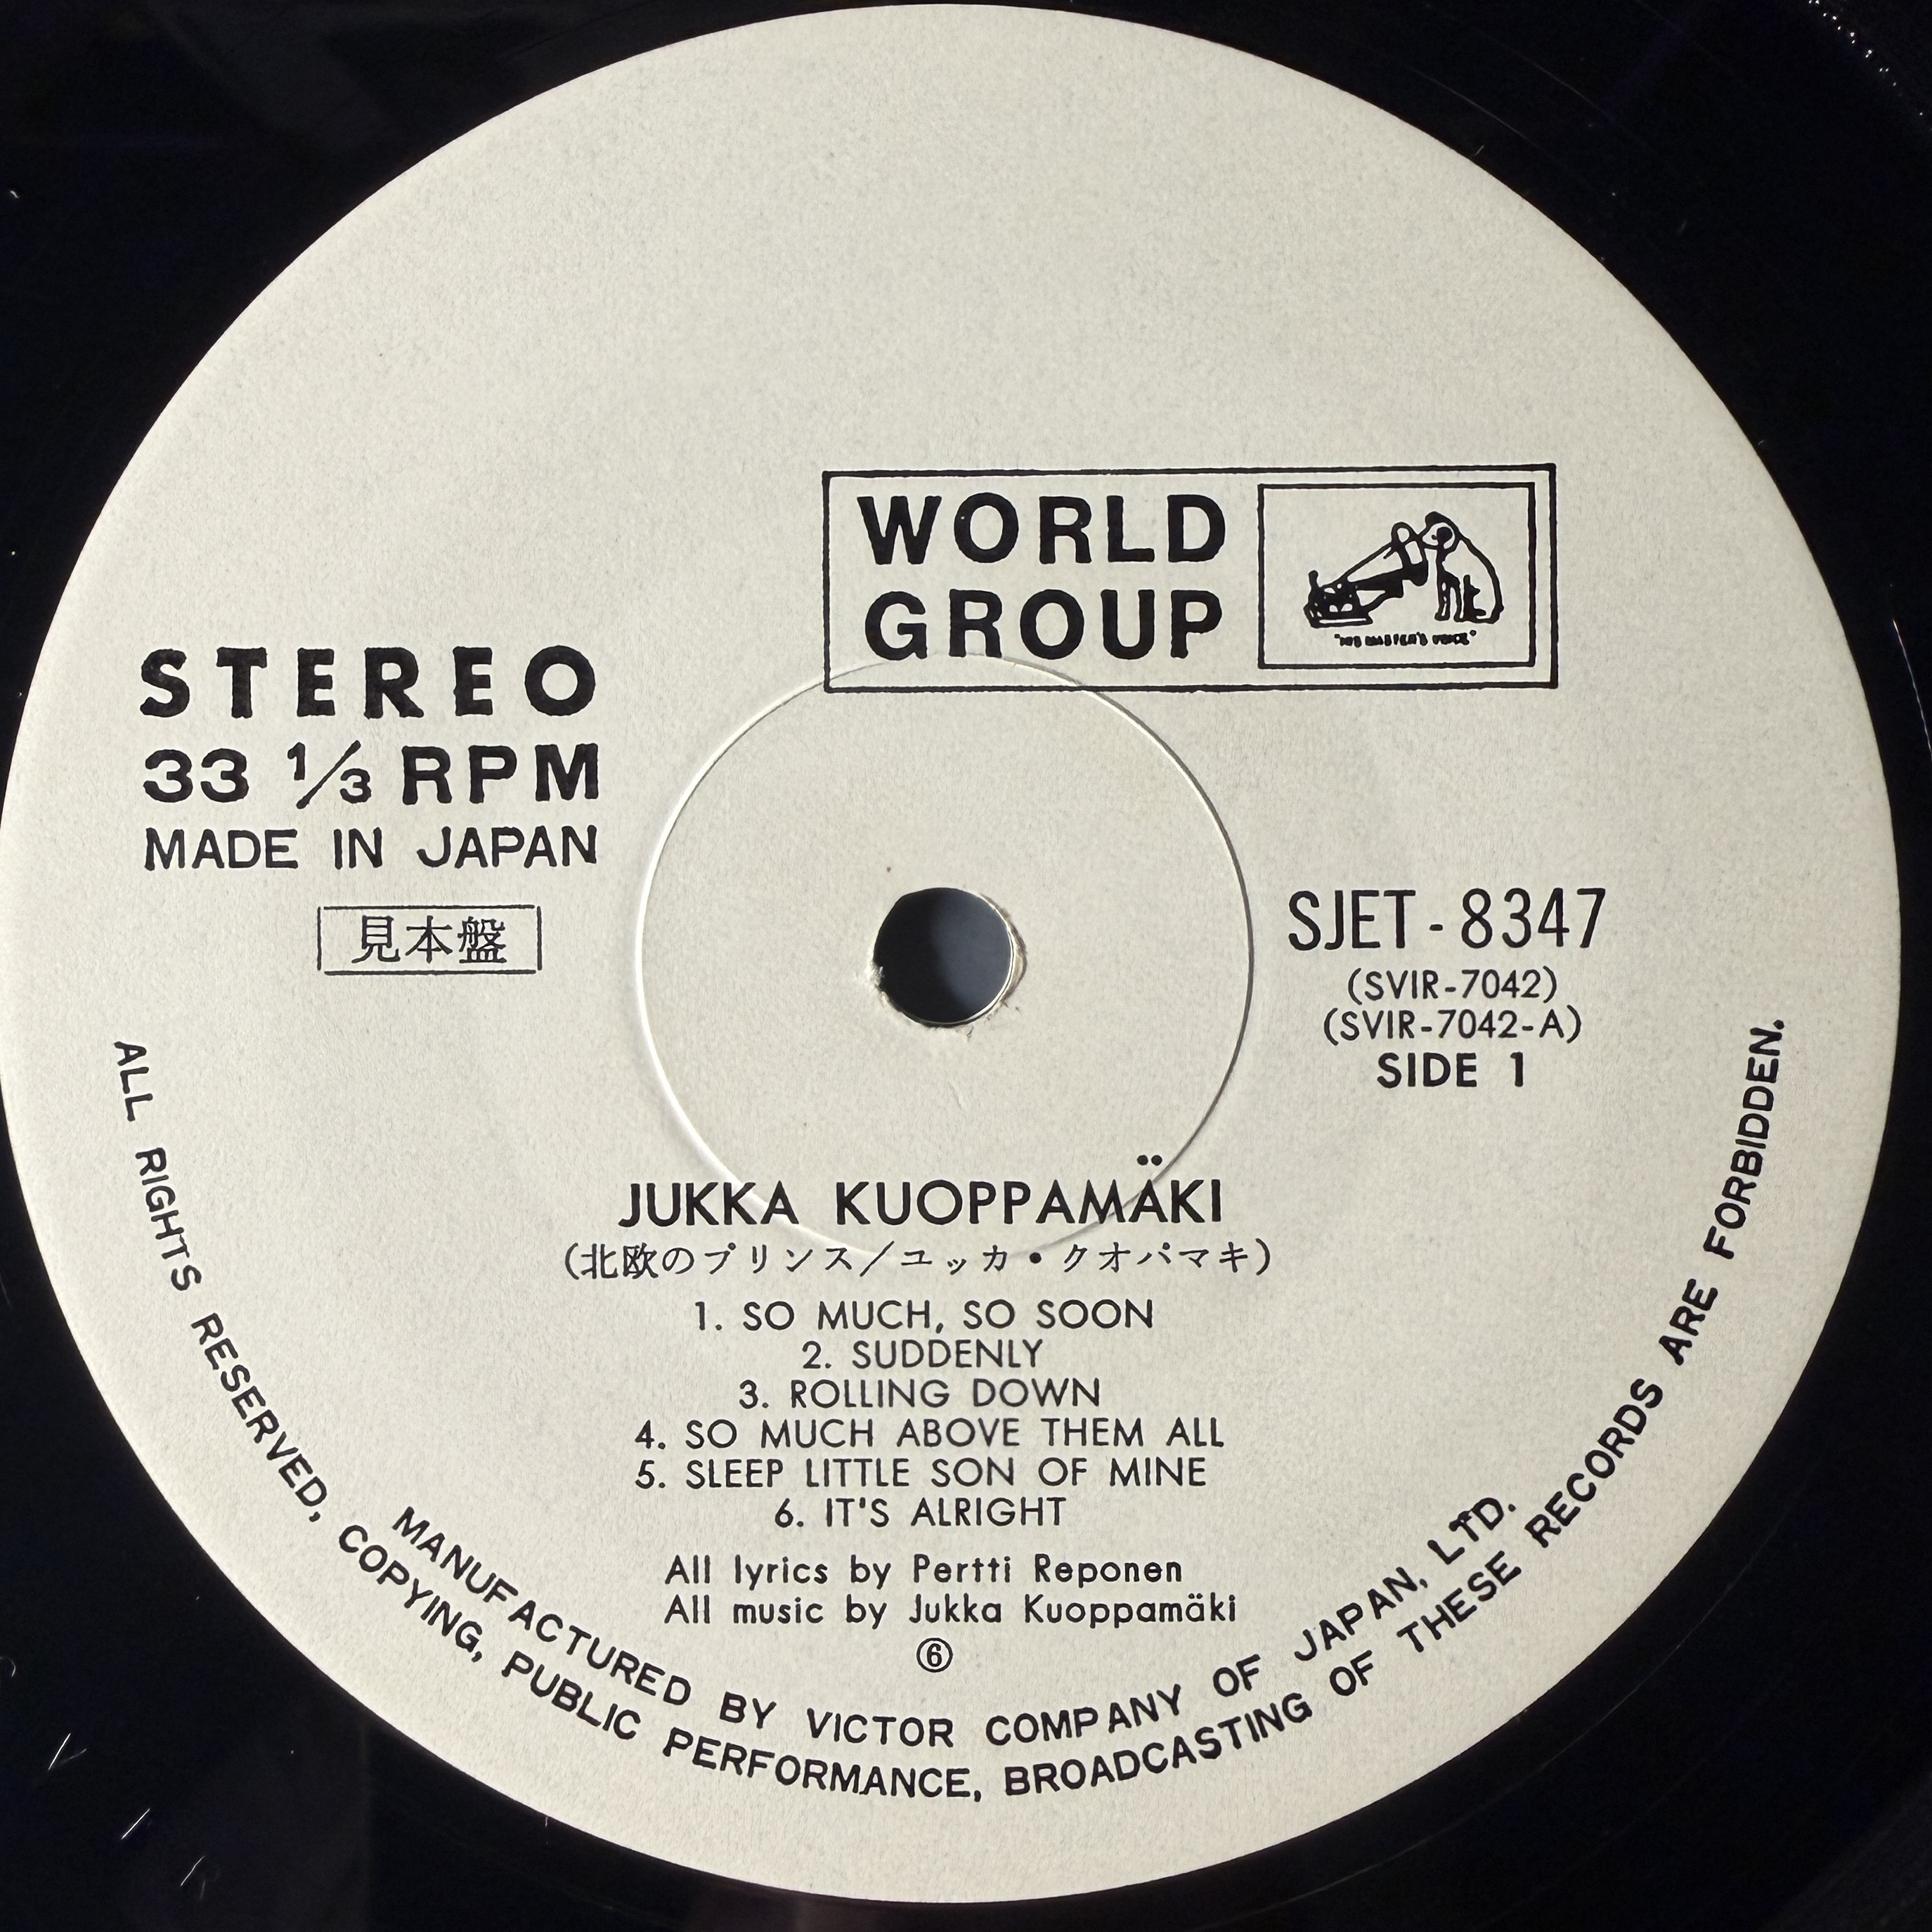 WORLD
GROUP
"HIS MASTER'S VOICE"
STEREO
33 1/3 RPM
MADE IN JAPAN
見本盤
SJET-8347
(SVIR-7042)
(SVIR-7042-A)
SIDE 1
JUKKA KUOPPAMÄKI
(北欧のプリンス/ユッカ・クオパマキ)
1. SO MUCH, SO SOON
2. SUDDENLY
3. ROLLING DOWN
4. SO MUCH ABOVE THEM ALL
5. SLEEP LITTLE SON OF MINE
6. IT'S ALRIGHT
All lyrics by Pertti Reponen
All music by Jukka Kuoppamäki
⑥
MANUFACTURED BY VICTOR COMPANY OF JAPAN, LTD.
ALL RIGHTS RESERVED, COPYING, PUBLIC PERFORMANCE, BROADCASTING OF THESE RECORDS ARE FORBIDDEN.